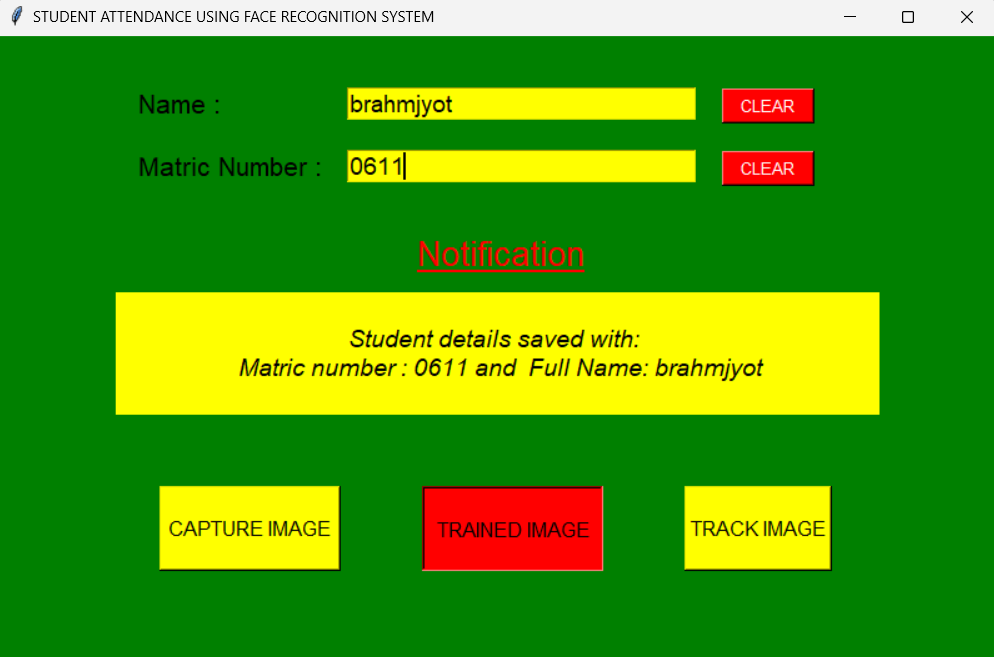 STUDENT ATTENDANCE USING FACE RECOGNITION SYSTEM
Name : brahmjyot CLEAR
Matric Number : 0611 CLEAR
Notification
Student details saved with:
Matric number : 0611 and  Full Name: brahmjyot
CAPTURE IMAGE TRAINED IMAGE TRACK IMAGE